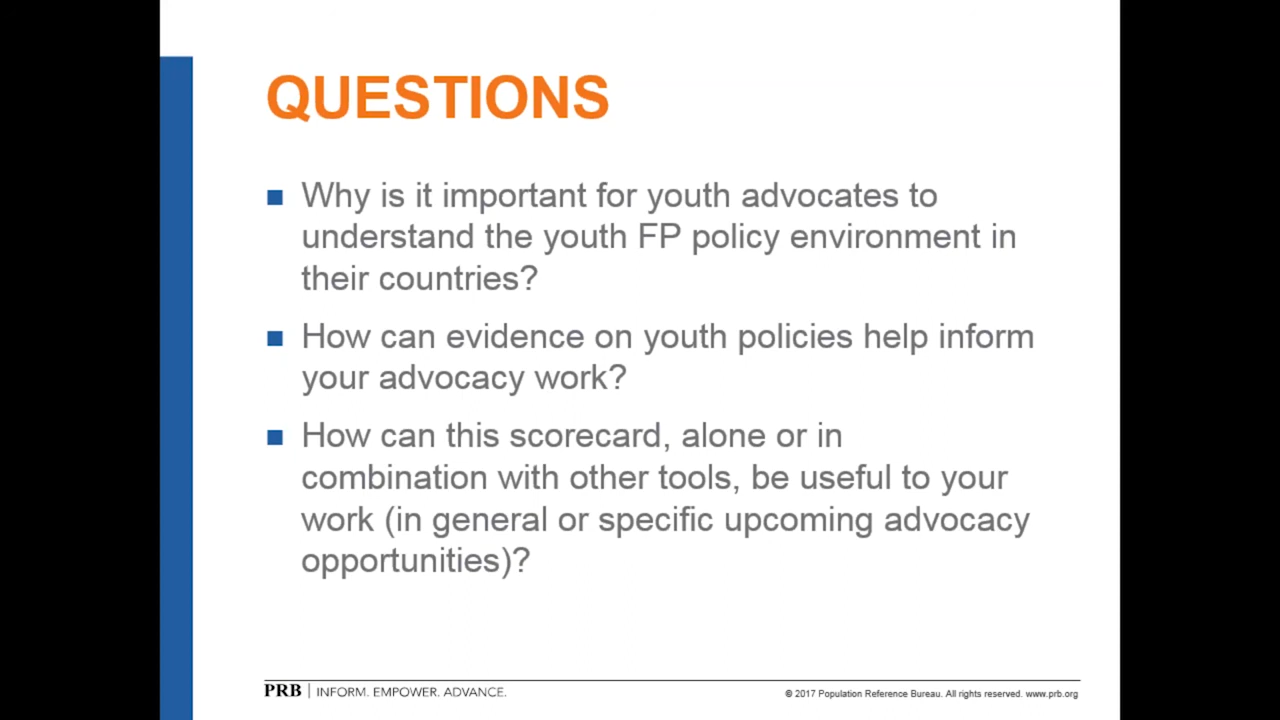 QUESTIONS
Why is it important for youth advocates to
understand the youth FP policy environment in
their countries?
How can evidence on youth policies help inform
your advocacy work?
How can this scorecard, alone or in
combination with other tools, be useful to your
work (in general or specific upcoming advocacy
opportunities)?
PRB | INFORM. EMPOWER. ADVANCE.
© 2017 Population Reference Bureau. All rights reserved. www.prb.org